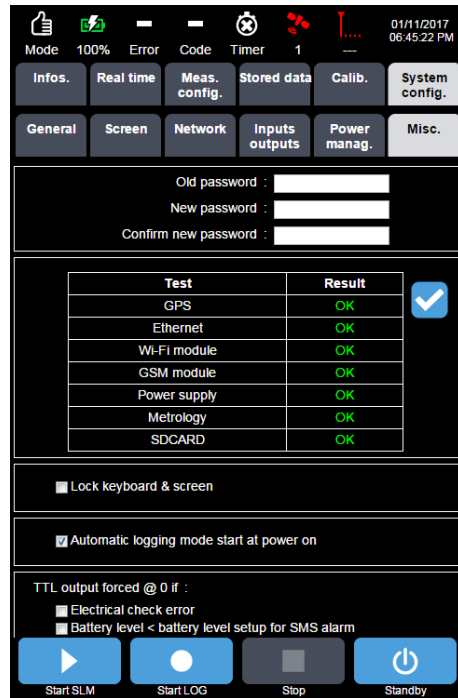 01/11/2017
06:45:22 PM
Mode 100% Error Code Timer 1 ---
Infos. Real time Meas. config. Stored data Calib. System config.
General Screen Network Inputs outputs Power manag. Misc.
Old password :
New password :
Confirm new password :
Test Result
GPS OK
Ethernet OK
Wi-Fi module OK
GSM module OK
Power supply OK
Metrology OK
SDCARD OK
Lock keyboard & screen
Automatic logging mode start at power on
TTL output forced @ 0 if :
Electrical check error
Battery level < battery level setup for SMS alarm
Start SLM Start LOG Stop Standby